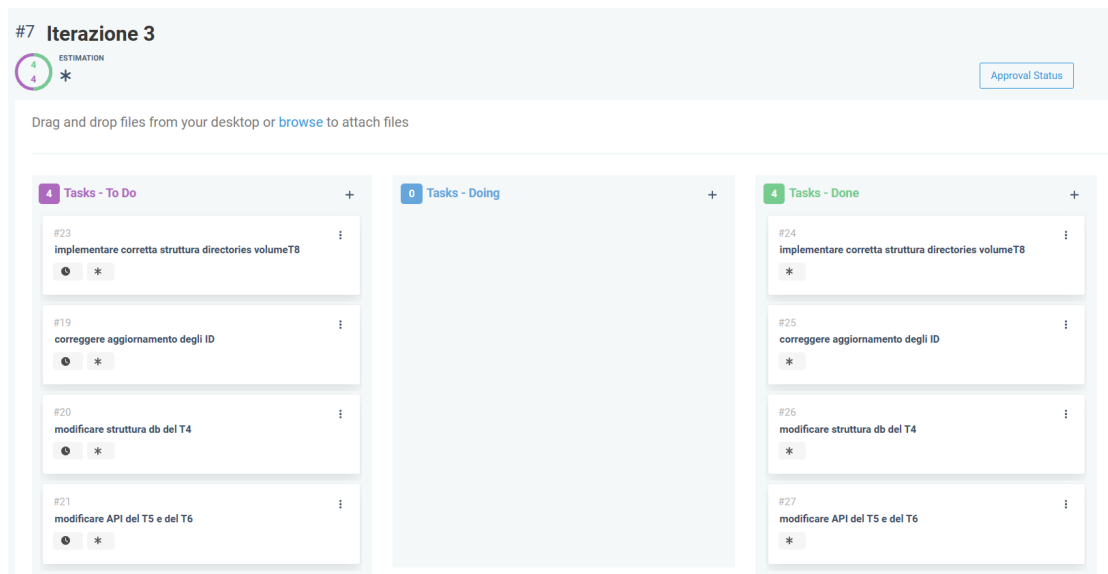 #7 Iterazione 3
4
4
ESTIMATION
Approval Status
Drag and drop files from your desktop or browse to attach files
4 Tasks - To Do +
#23
implementare corretta struttura directories volumeT8
#19
correggere aggiornamento degli ID
#20
modificare struttura db del T4
#21
modificare API del T5 e del T6
0 Tasks - Doing +
4 Tasks - Done +
#24
implementare corretta struttura directories volumeT8
#25
correggere aggiornamento degli ID
#26
modificare struttura db del T4
#27
modificare API del T5 e del T6